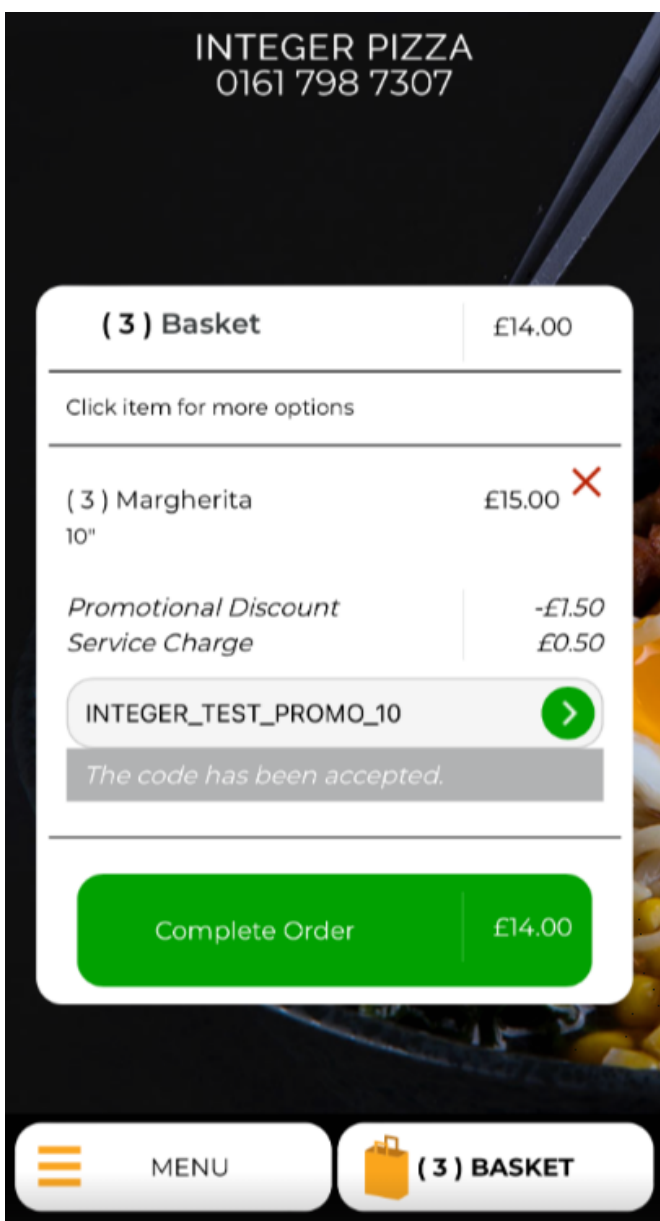 INTEGER PIZZA
0161 798 7307
( 3 ) Basket £14.00
Click item for more options
( 3 ) Margherita £15.00
10"
Promotional Discount -£1.50
Service Charge £0.50
INTEGER_TEST_PROMO_10
The code has been accepted.
Complete Order £14.00
MENU ( 3 ) BASKET